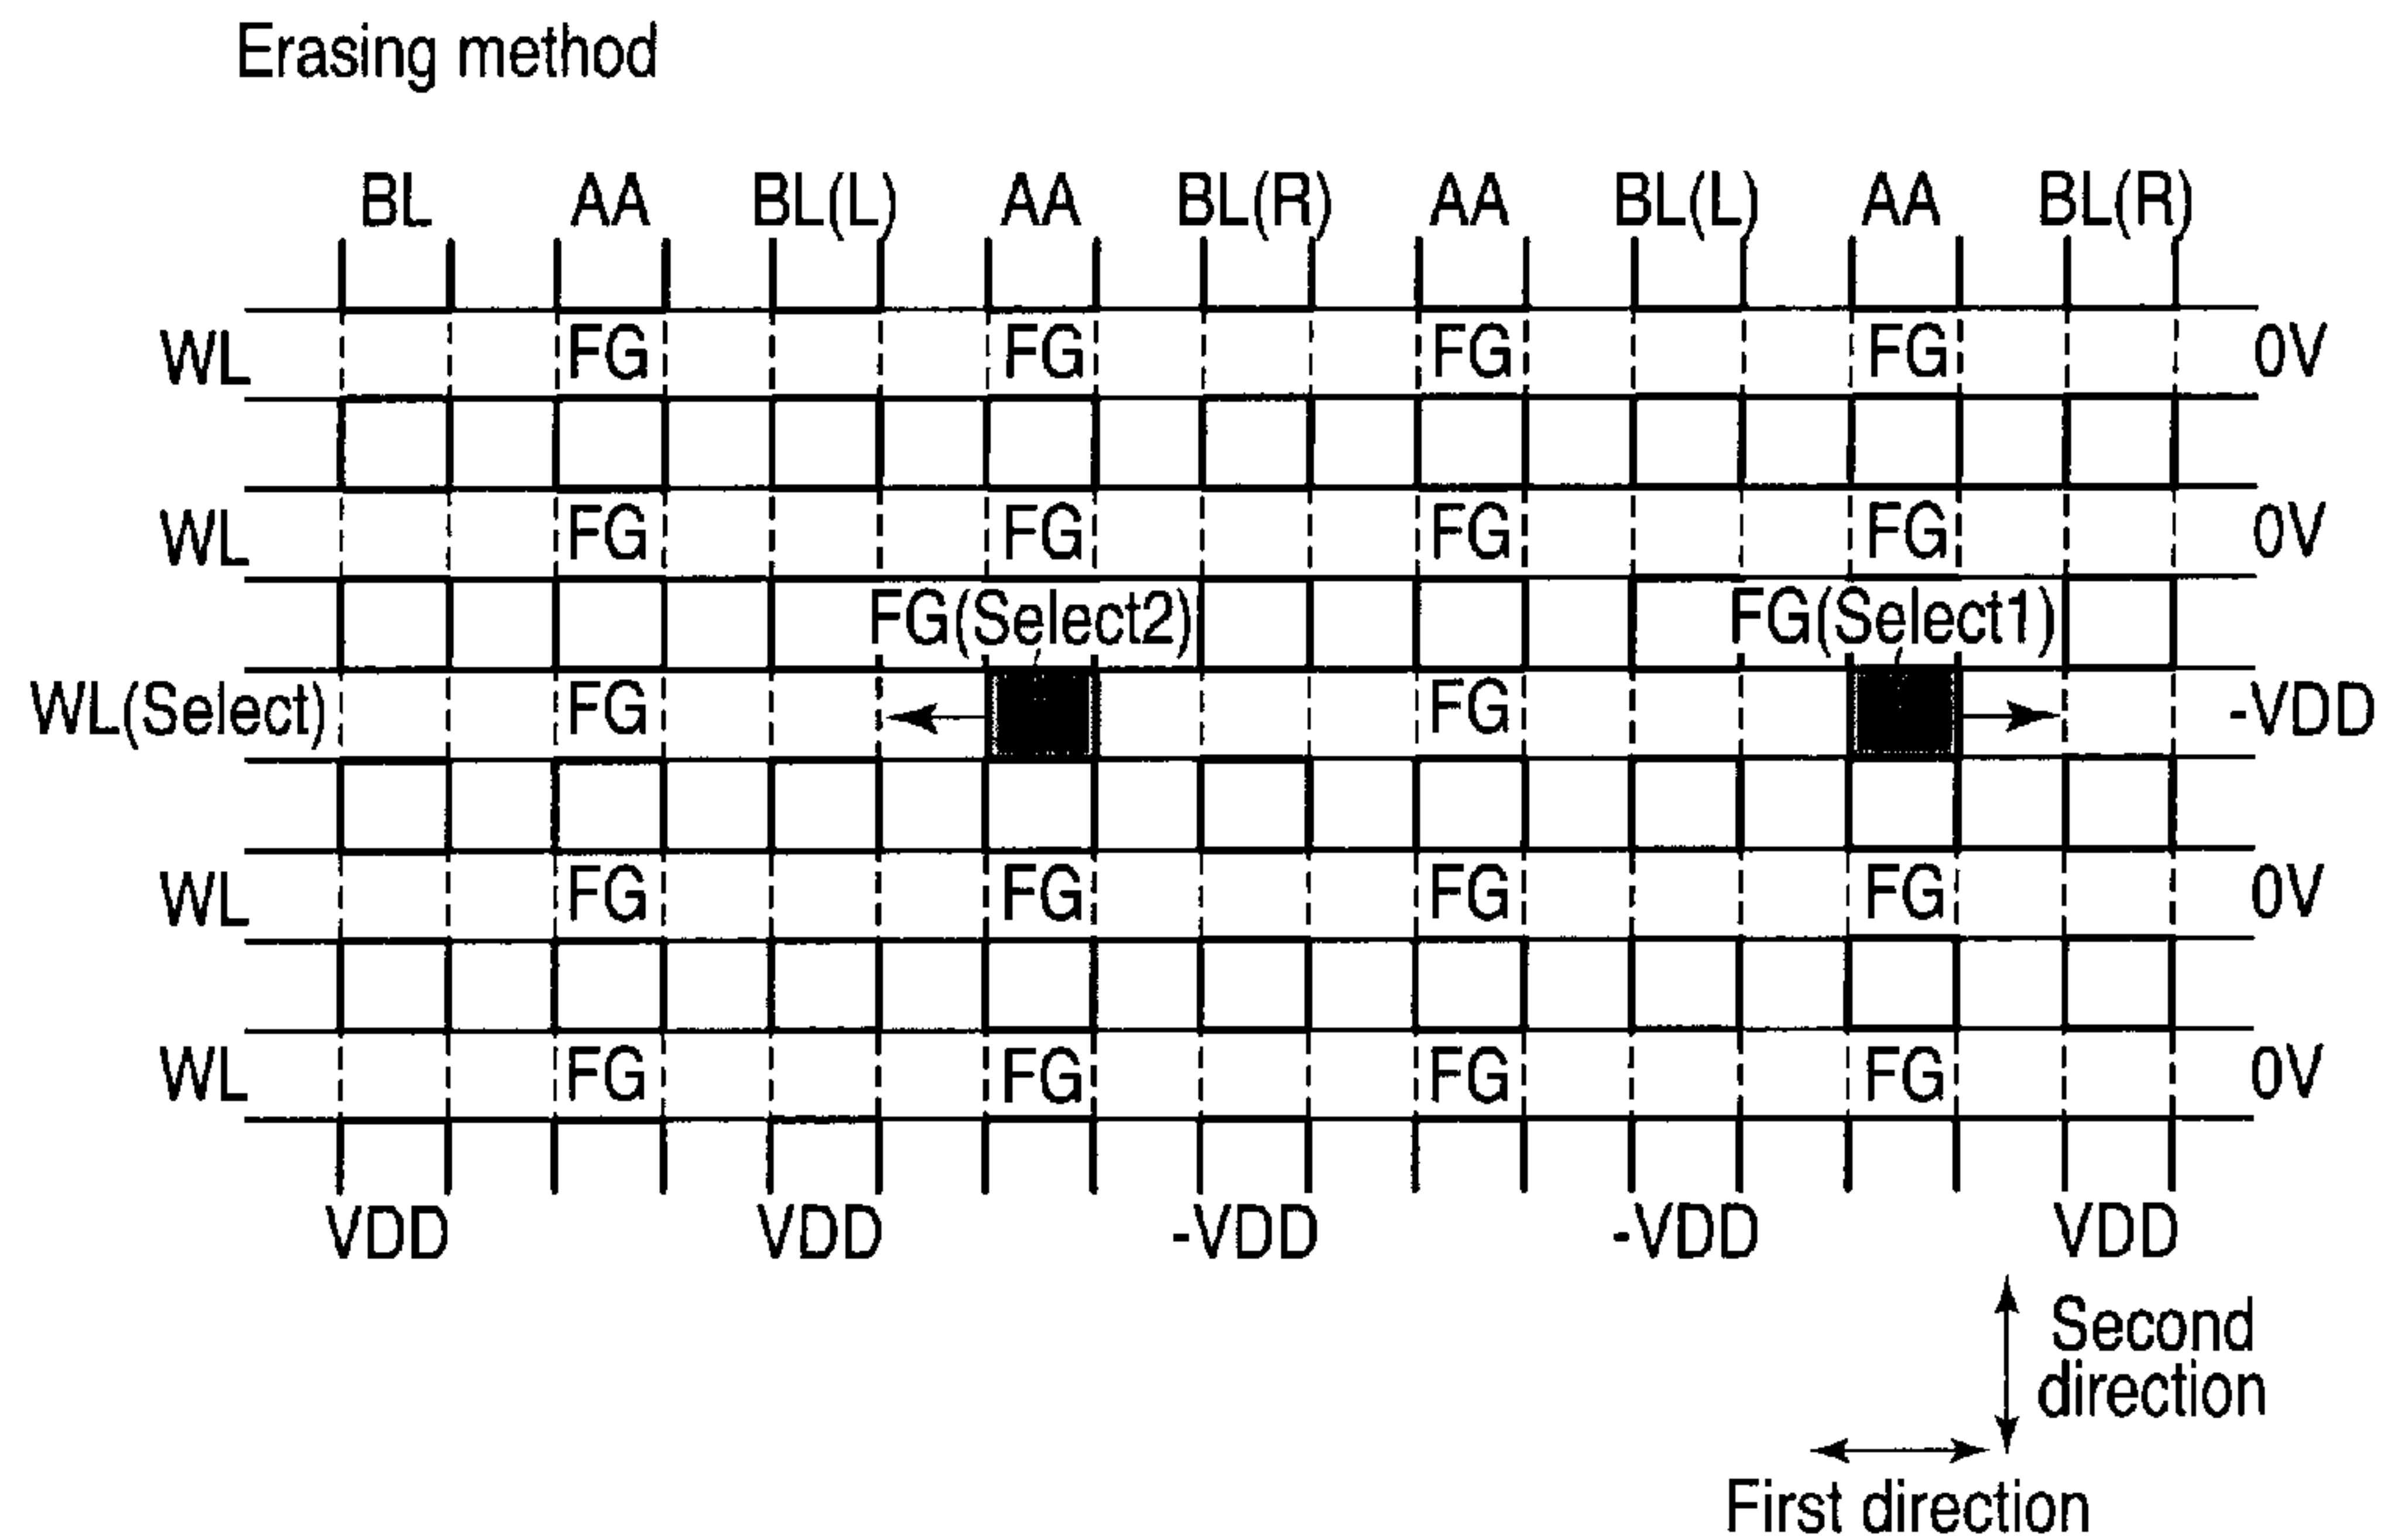 Erasing method
BL AA BL(L) AA BL(R) AA BL(L) AA BL(R)
WL FG FG FG FG 0V
WL FG FG FG FG 0V
FG(Select2) FG(Select1)
WL(Select) FG FG -VDD
WL FG FG FG FG 0V
WL FG FG FG FG 0V
VDD VDD -VDD -VDD VDD
Second
direction
First direction